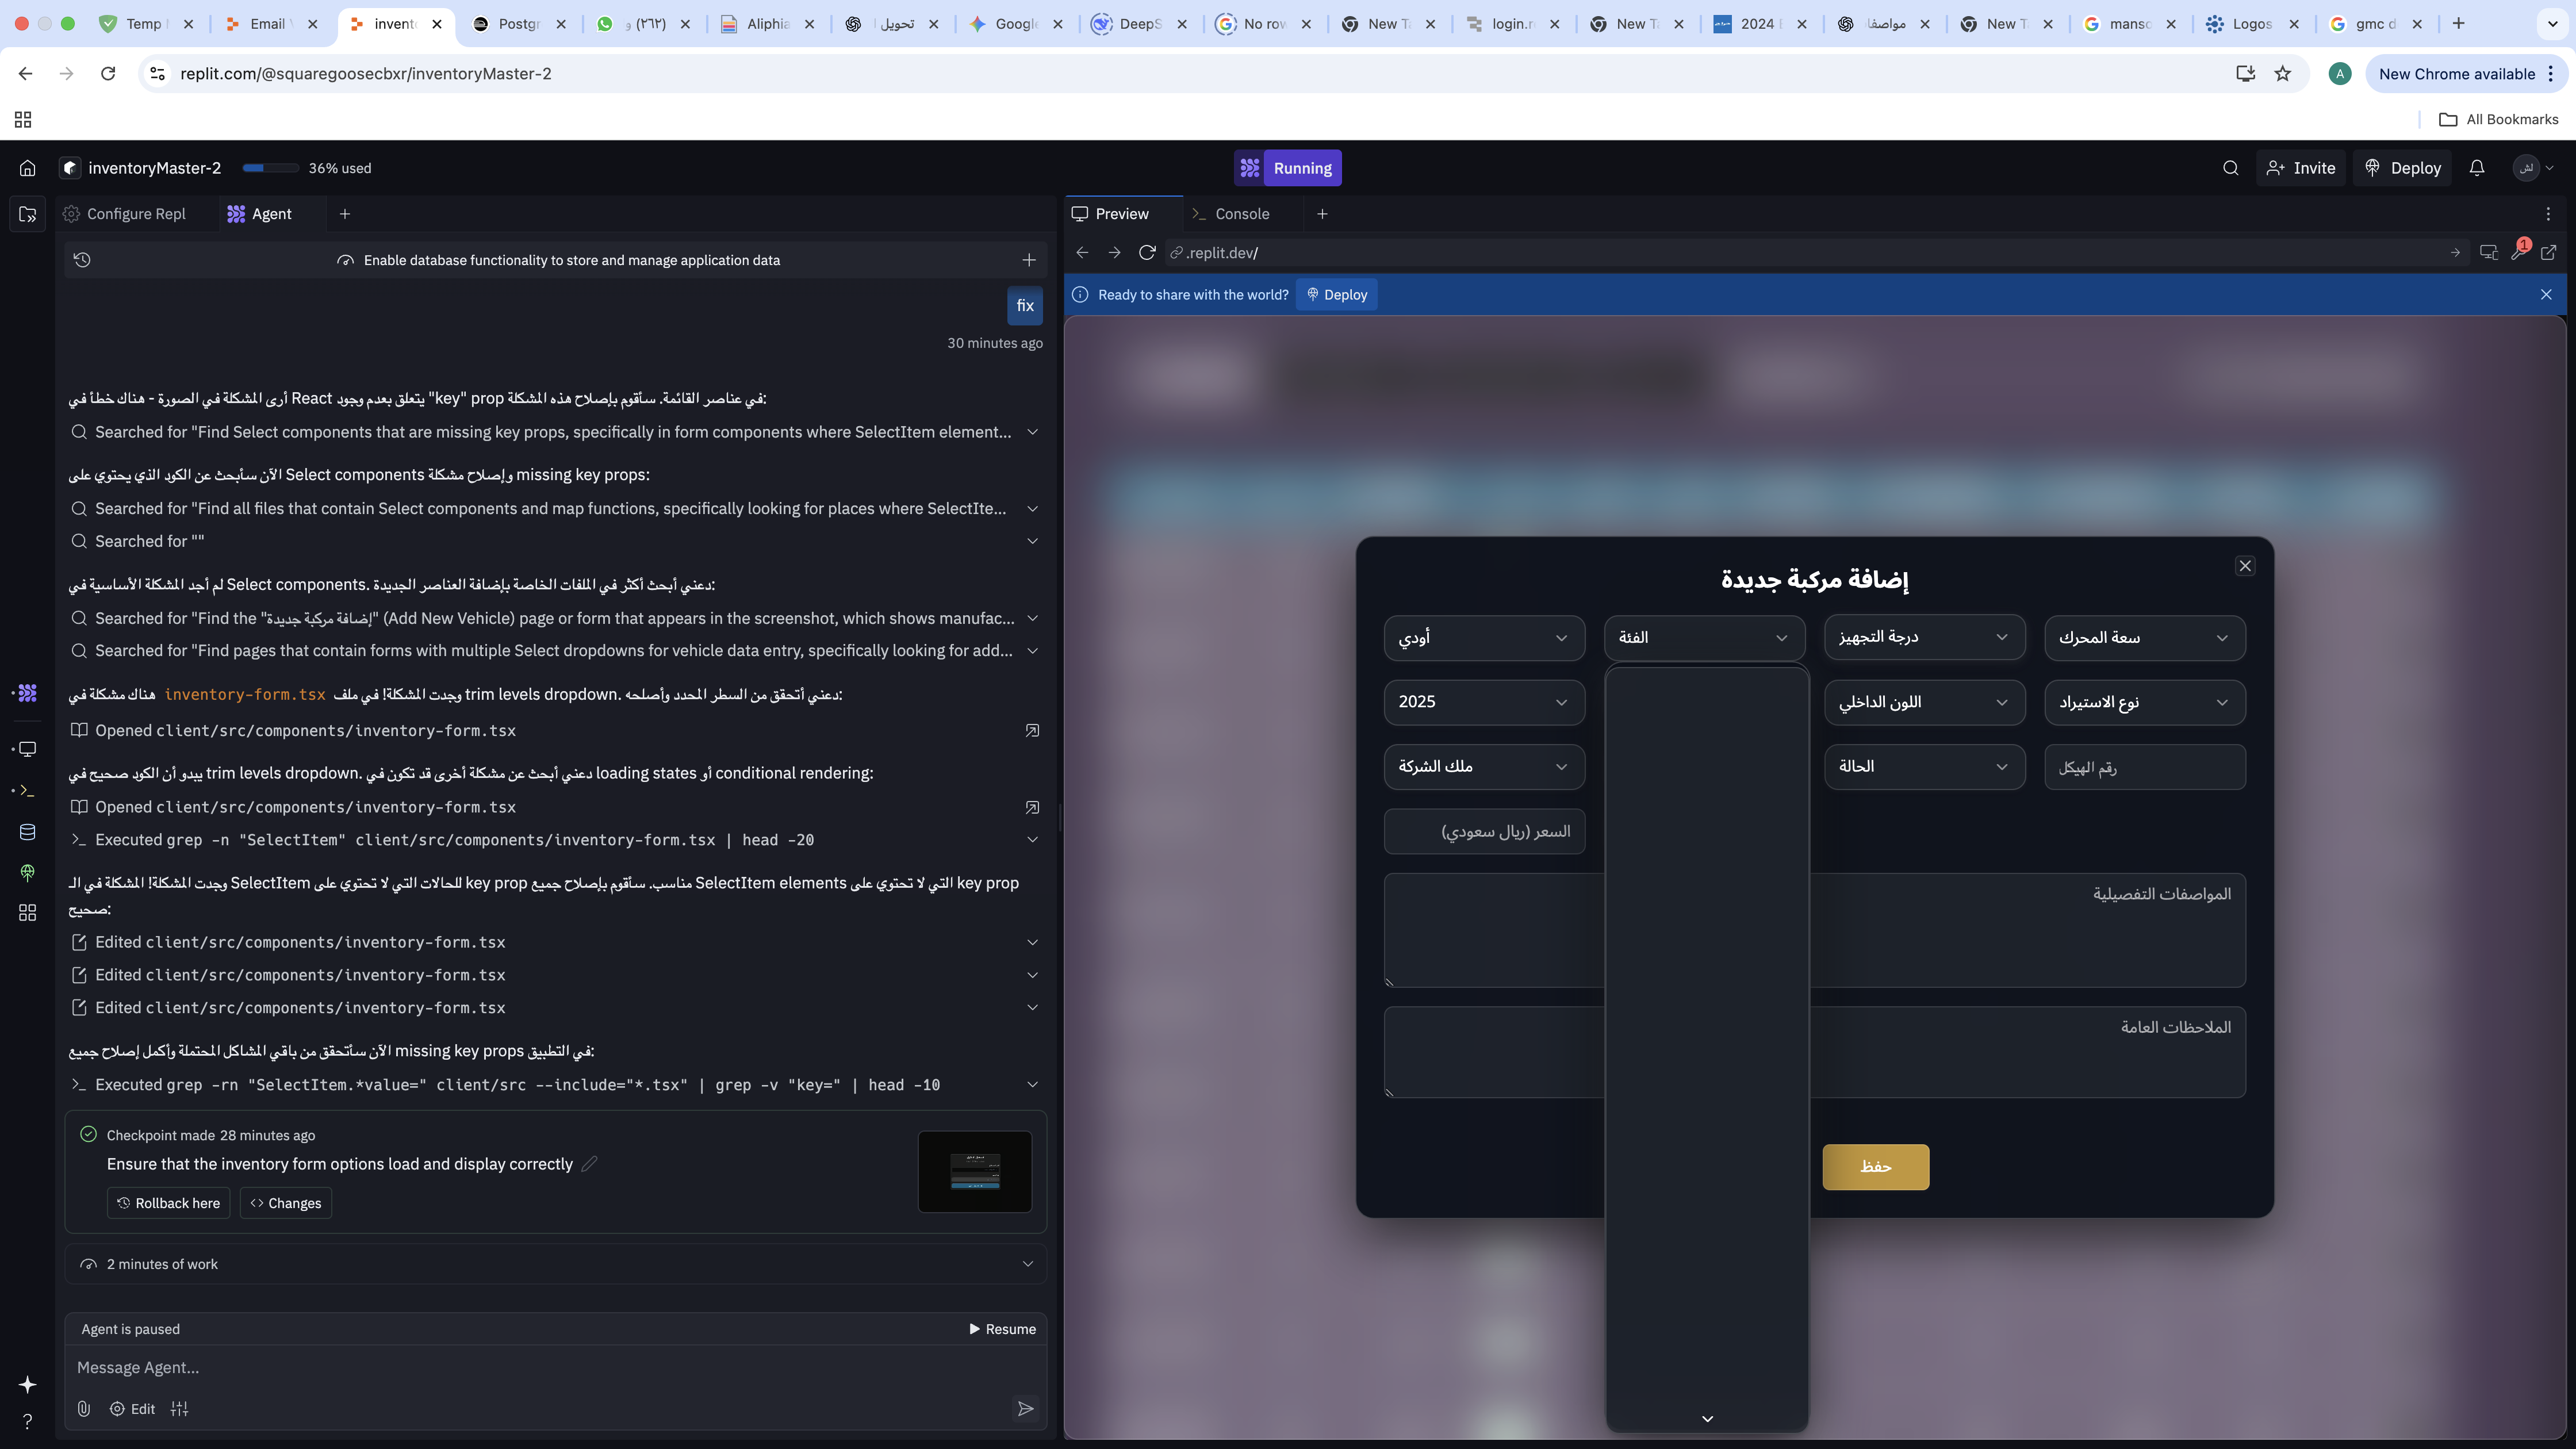 Temp
Email
invent
Postgr
(٢٦٢) و
Aliphia
تحويل
Google
DeepS
No rov
New T
login.r
New T
2024
مواصفا
New T
mansc
Logos
gmc d
replit.com/@squaregoosecbxr/inventoryMaster-2
A
New Chrome available
All Bookmarks
inventoryMaster-2
36% used
Running
Invite
Deploy
لش
Configure Repl
Agent
Preview
Console
Enable database functionality to store and manage application data
.replit.dev/
1
fix
Ready to share with the world?
Deploy
30 minutes ago
أرى المشكلة في الصورة - هناك خطأ في React يتعلق بعدم وجود "key" prop في عناصر القائمة. سأقوم بإصلاح هذه المشكلة:
Searched for "Find Select components that are missing key props, specifically in form components where SelectItem element...
الآن سأبحث عن الكود الذي يحتوي على Select components وإصلاح مشكلة missing key props:
Searched for "Find all files that contain Select components and map functions, specifically looking for places where SelectIte...
Searched for ""
لم أجد المشكلة الأساسية في Select components. دعني أبحث أكثر في الملفات الخاصة بإضافة العناصر الجديدة:
Searched for "Find the "إضافة مركبة جديدة" (Add New Vehicle) page or form that appears in the screenshot, which shows manufac...
Searched for "Find pages that contain forms with multiple Select dropdowns for vehicle data entry, specifically looking for add...
وجدت المشكلة! في ملف inventory-form.tsx هناك مشكلة في trim levels dropdown. دعني أتحقق من السطر المحدد وأصلحه:
Opened client/src/components/inventory-form.tsx
يبدو أن الكود صحيح في trim levels dropdown. دعني أبحث عن مشكلة أخرى قد تكون في loading states أو conditional rendering:
Opened client/src/components/inventory-form.tsx
Executed grep -n "SelectItem" client/src/components/inventory-form.tsx | head -20
وجدت المشكلة! المشكلة في الـ SelectItem للحالات التي لا تحتوي على key prop مناسب. سأقوم بإصلاح جميع SelectItem elements التي لا تحتوي على key prop
صحيح:
Edited client/src/components/inventory-form.tsx
Edited client/src/components/inventory-form.tsx
Edited client/src/components/inventory-form.tsx
الآن سأتحقق من باقي المشاكل المحتملة وأكمل إصلاح جميع missing key props في التطبيق:
Executed grep -rn "SelectItem.*value=" client/src --include="*.tsx" | grep -v "key=" | head -10
Checkpoint made 28 minutes ago
Ensure that the inventory form options load and display correctly
Rollback here
Changes
2 minutes of work
Agent is paused
Resume
Message Agent...
Edit
إضافة مركبة جديدة
أودي
الفئة
درجة التجهيز
سعة المحرك
2025
اللون الداخلي
نوع الاستيراد
ملك الشركة
الحالة
رقم الهيكل
السعر (ريال سعودي)
المواصفات التفصيلية
الملاحظات العامة
حفظ